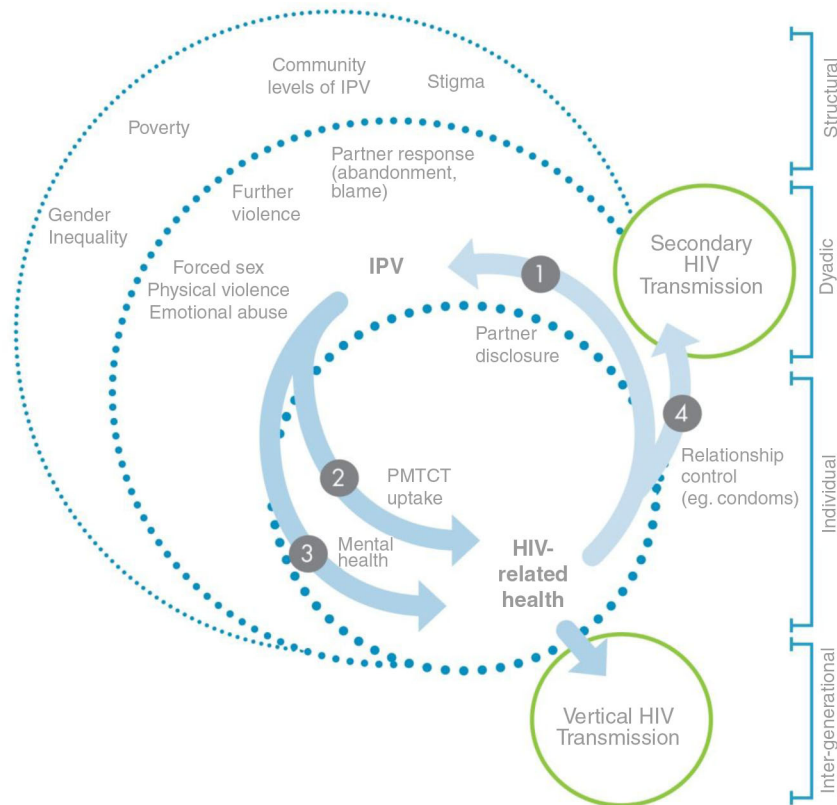 Community
levels of IPV
Stigma
Poverty
Partner response
(abandonment,
blame)
Further
violence
Gender
Inequality
Forced sex
Physical violence
Emotional abuse
IPV
1
Secondary
HIV
Transmission
Partner
disclosure
4
Relationship
control
(eg. condoms)
2
PMTCT
uptake
3
Mental
health
HIV-
related
health
Vertical HIV
Transmission
Structural
Dyadic
Individual
Inter-generational